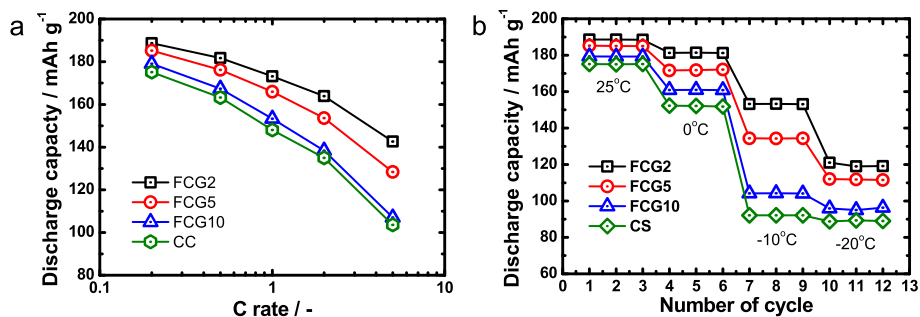 a
Discharge capacity / mAh g⁻¹
200
180
160
140
120
100
80
FCG2
FCG5
FCG10
CC
0.1
1
10
C rate / -
b
Discharge capacity / mAh g⁻¹
200
180
160
140
120
100
80
60
25°C
0°C
-10°C
-20°C
FCG2
FCG5
FCG10
CS
0 1 2 3 4 5 6 7 8 9 10 11 12 13
Number of cycle